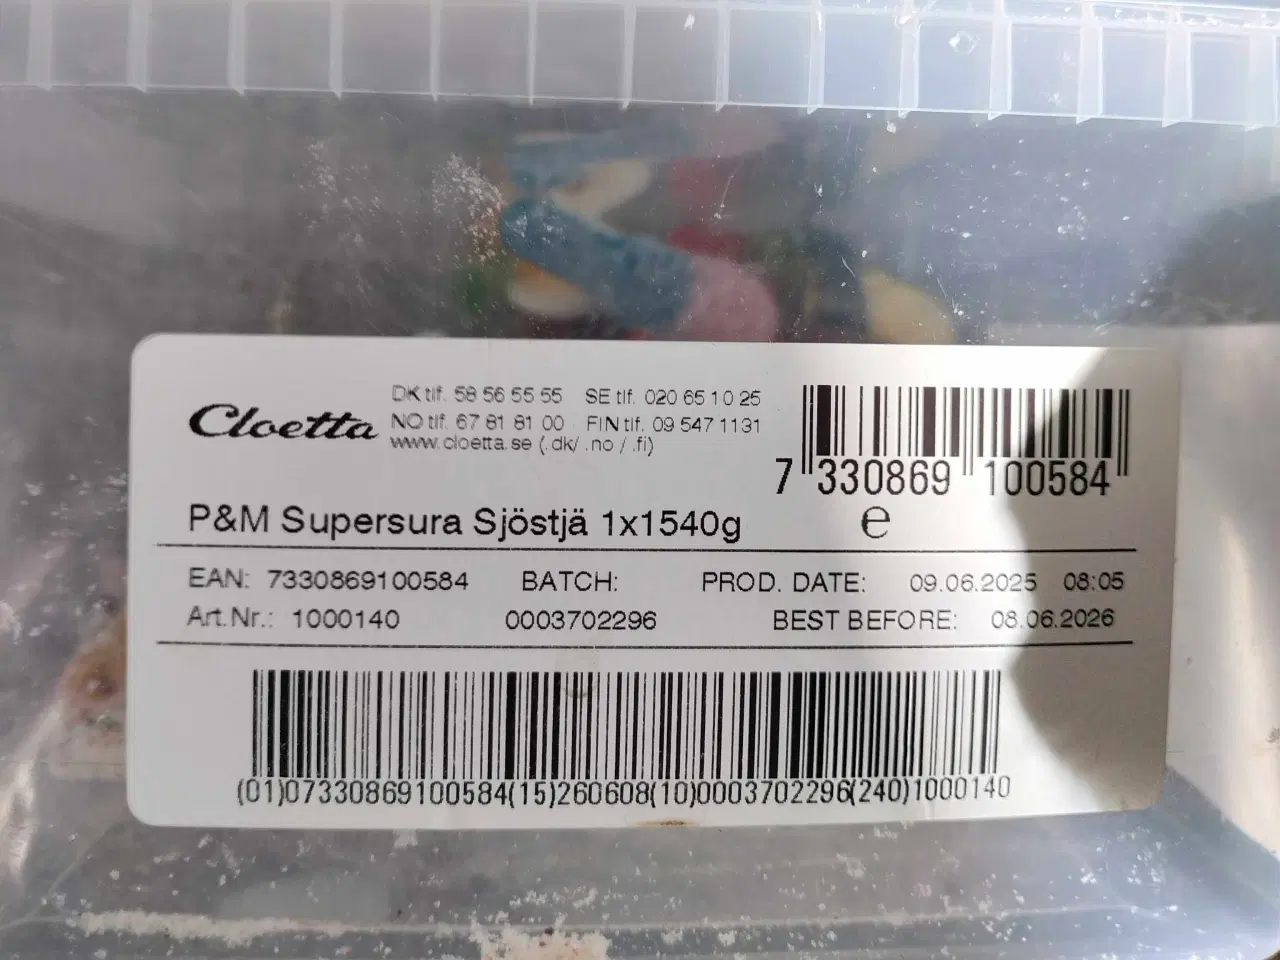 Cloetta
DK tlf. 58 56 55 55 SE tlf. 020 65 10 25
NO tlf. 67 81 81 00 FIN tlf. 09 547 1131
www.cloetta.se (.dk/ .no / .fi)
7 330869 100584
P&M Supersura Sjöstjä 1x1540g ℮
EAN: 7330869100584 BATCH: PROD. DATE: 09.06.2025 08:05
Art.Nr.: 1000140 0003702296 BEST BEFORE: 08.06.2026
(01)07330869100584(15)260608(10)0003702296(240)1000140